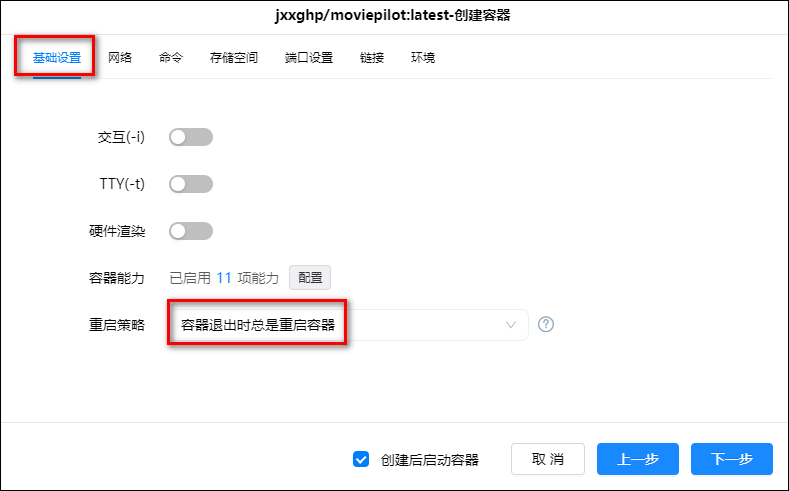 jxxghp/moviepilot:latest-创建容器
基础设置 网络 命令 存储空间 端口设置 链接 环境
交互(-i)
TTY(-t)
硬件渲染
容器能力 已启用 11 项能力 配置
重启策略 容器退出时总是重启容器 ?
创建后启动容器 取 消 上一步 下一步